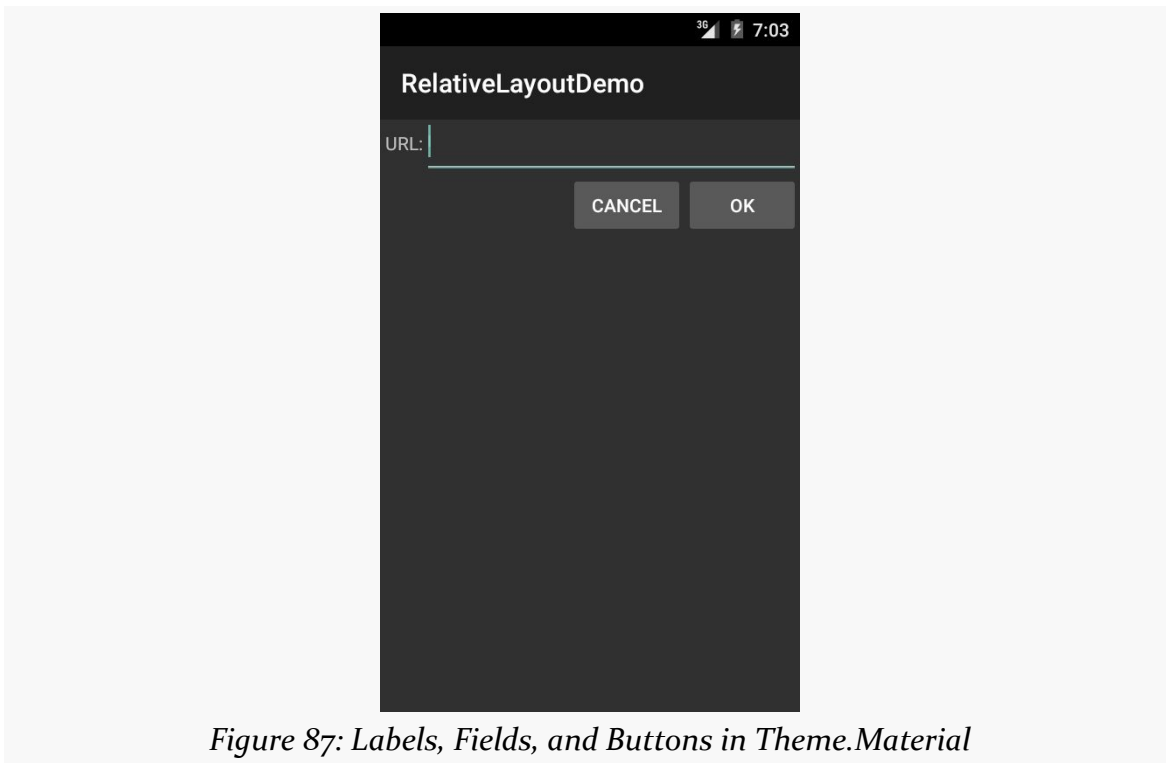 3G 7:03
RelativeLayoutDemo
URL:
CANCEL OK
Figure 87: Labels, Fields, and Buttons in Theme.Material